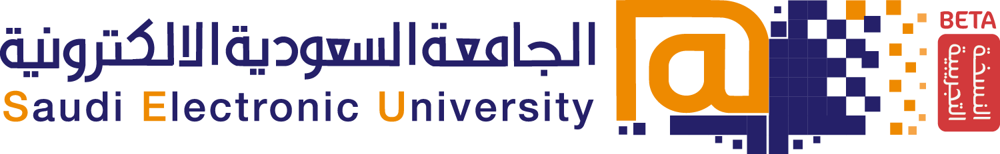 الجامعة السعودية الالكترونية
Saudi Electronic University
@
BETA
النسخة
التجريبية